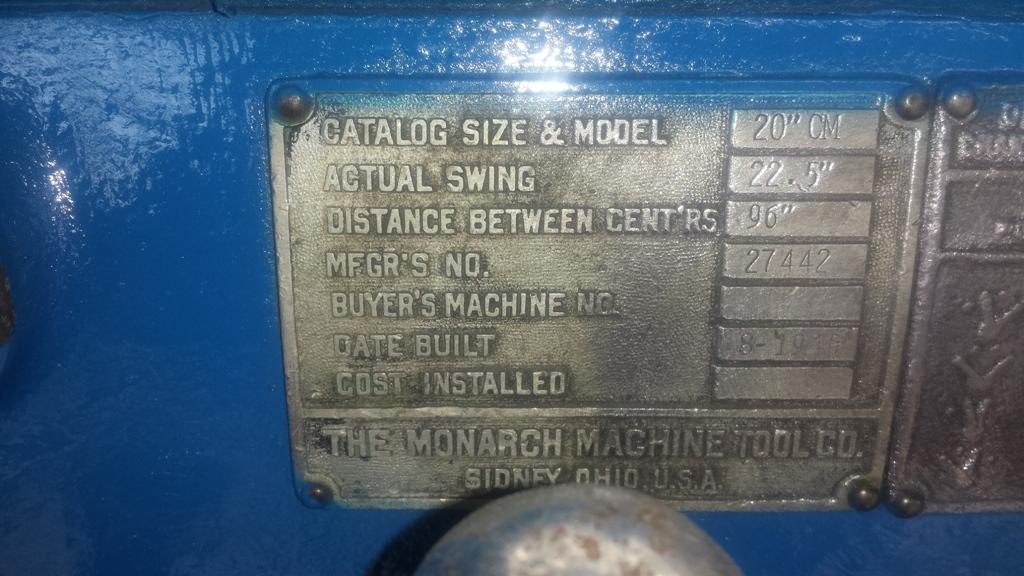 CATALOG SIZE & MODEL 20" CM
ACTUAL SWING 22.5"
DISTANCE BETWEEN CENT'RS 96"
MFGR'S NO. 27442
BUYER'S MACHINE NO.
DATE BUILT
COST INSTALLED
THE MONARCH MACHINE TOOL CO.
SIDNEY, OHIO, U.S.A.